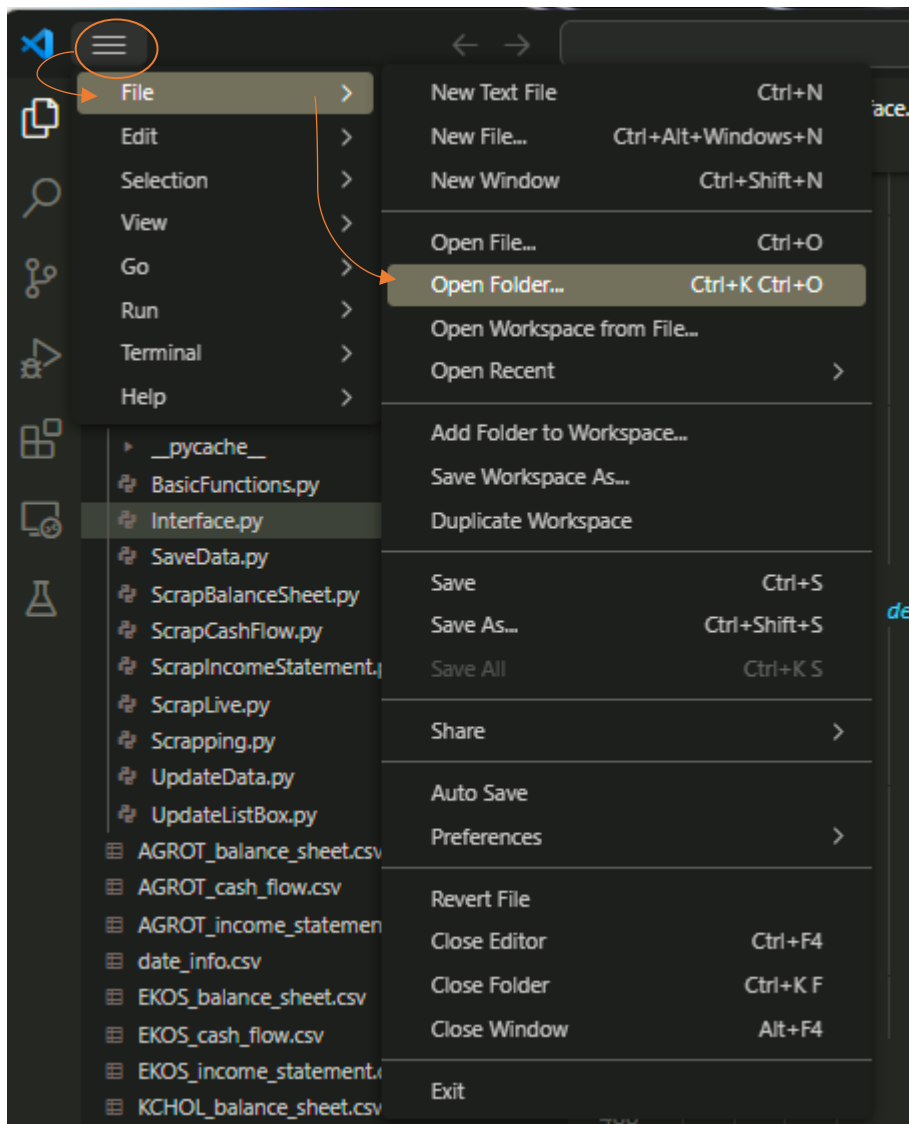 File
Edit
Selection
View
Go
Run
Terminal
Help
New Text File Ctrl+N
New File... Ctrl+Alt+Windows+N
New Window Ctrl+Shift+N
Open File... Ctrl+O
Open Folder... Ctrl+K Ctrl+O
Open Workspace from File...
Open Recent
Add Folder to Workspace...
Save Workspace As...
Duplicate Workspace
Save Ctrl+S
Save As... Ctrl+Shift+S
Save All Ctrl+K S
Share
Auto Save
Preferences
Revert File
Close Editor Ctrl+F4
Close Folder Ctrl+K F
Close Window Alt+F4
Exit
__pycache__
BasicFunctions.py
Interface.py
SaveData.py
ScrapBalanceSheet.py
ScrapCashFlow.py
ScrapIncomeStatement.p
ScrapLive.py
Scrapping.py
UpdateData.py
UpdateListBox.py
AGROT_balance_sheet.csv
AGROT_cash_flow.csv
AGROT_income_statemen
date_info.csv
EKOS_balance_sheet.csv
EKOS_cash_flow.csv
EKOS_income_statement.c
KCHOL_balance_sheet.csv
face.
de